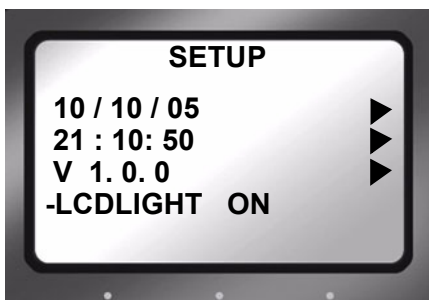 SETUP
10 / 10 / 05
21 : 10: 50
V 1. 0. 0
-LCDLIGHT ON